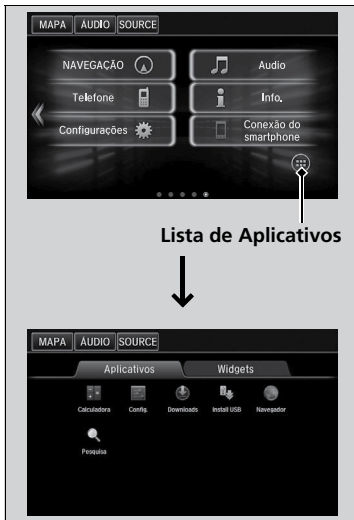 MAPA ÁUDIO SOURCE
NAVEGAÇÃO Audio
Telefone Info.
Configurações Conexão do
smartphone
Lista de Aplicativos
MAPA ÁUDIO SOURCE
Aplicativos Widgets
Calculadora Config. Downloads Install USB Navegador
Pesquisa